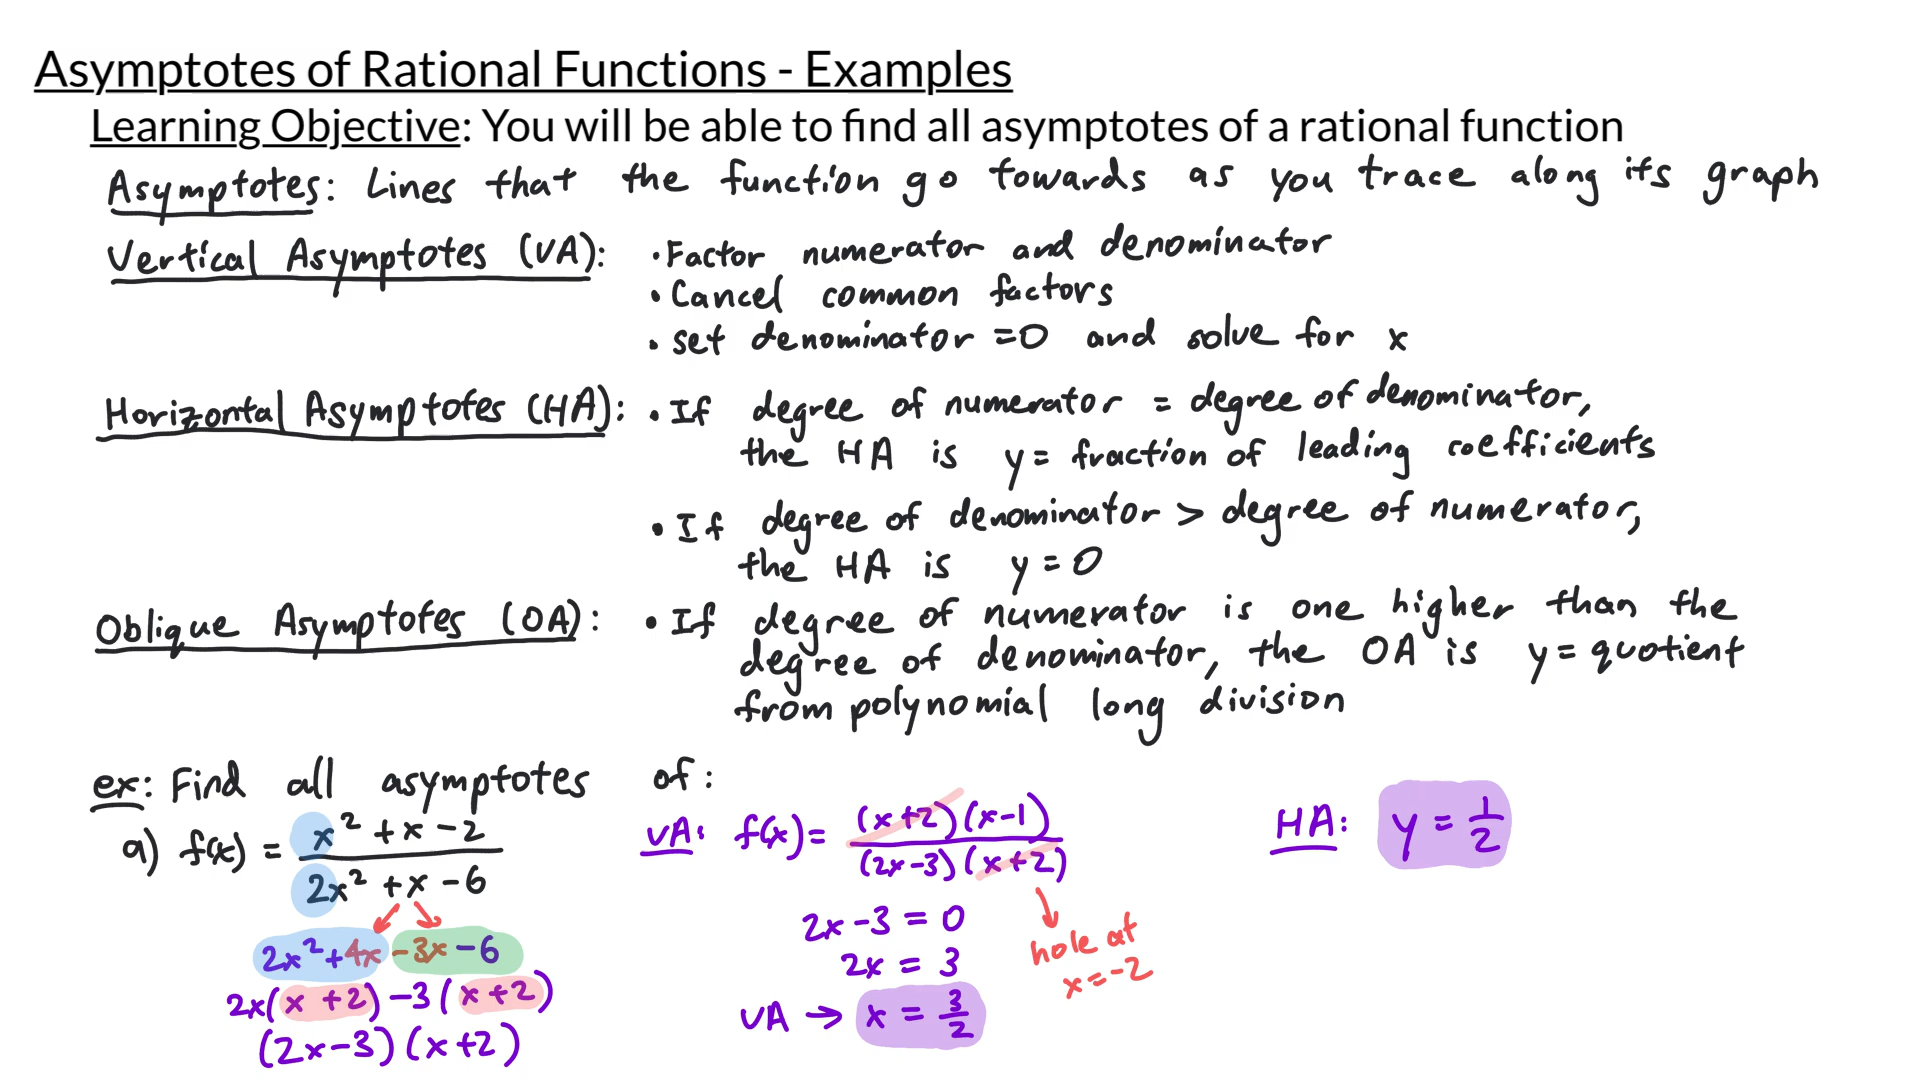 Asymptotes of Rational Functions - Examples
Learning Objective: You will be able to find all asymptotes of a rational function
Asymptotes: Lines that the function go towards as you trace along its graph
Vertical Asymptotes (VA): • Factor numerator and denominator
• Cancel common factors
• set denominator = 0 and solve for x
Horizontal Asymptotes (HA): • If degree of numerator = degree of denominator,
the HA is y = fraction of leading coefficients
• If degree of denominator > degree of numerator,
the HA is y = 0
Oblique Asymptotes (OA): • If degree of numerator is one higher than the
degree of denominator, the OA is y = quotient
from polynomial long division
ex: Find all asymptotes of:
a) f(x) = x² + x - 2
2x² + x - 6
2x² + 4x - 3x - 6
2x(x + 2) - 3(x + 2)
(2x - 3)(x + 2)
VA: f(x) = (x+2)(x-1)
(2x-3)(x+2)
2x - 3 = 0
2x = 3
VA → x = 3/2
hole at
x = -2
HA: y = 1/2